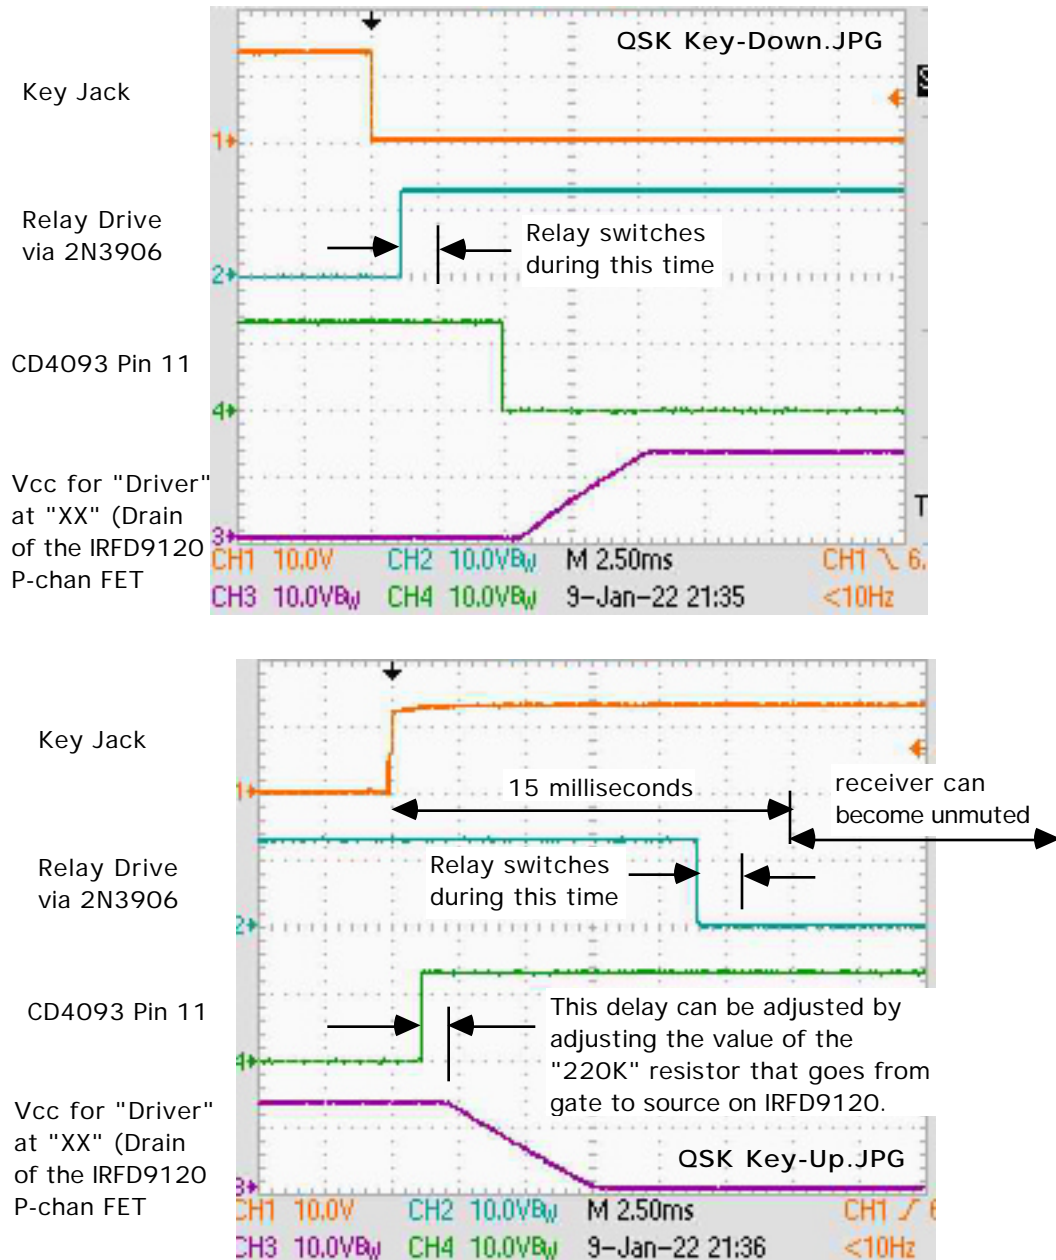 QSK Key-Down.JPG
Key Jack
1
Relay Drive
via 2N3906
Relay switches
during this time
2
CD4093 Pin 11
4
Vcc for "Driver"
at "XX" (Drain
of the IRFD9120
P-chan FET
3
T
CH1 10.0V CH2 10.0VBW M 2.50ms CH1 6.
CH3 10.0VBW CH4 10.0VBW 9-Jan-22 21:35 <10Hz
Key Jack
1
15 milliseconds
receiver can
become unmuted
Relay Drive
via 2N3906
Relay switches
during this time
2
CD4093 Pin 11
This delay can be adjusted by
adjusting the value of the
"220K" resistor that goes from
gate to source on IRFD9120.
4
Vcc for "Driver"
at "XX" (Drain
of the IRFD9120
P-chan FET
QSK Key-Up.JPG
3
CH1 10.0V CH2 10.0VBW M 2.50ms CH1 6
CH3 10.0VBW CH4 10.0VBW 9-Jan-22 21:36 <10Hz